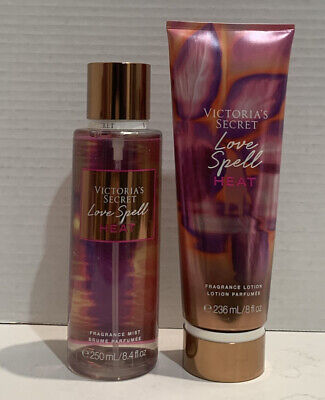 VICTORIA'S
SECRET
Love Spell
HEAT
FRAGRANCE MIST
BRUME PARFUMÉE
℮ 250 mL/8.4 fl oz
VICTORIA'S
SECRET
Love
Spell
HEAT
FRAGRANCE LOTION
LOTION PARFUMÉE
℮ 236 mL/8 fl oz